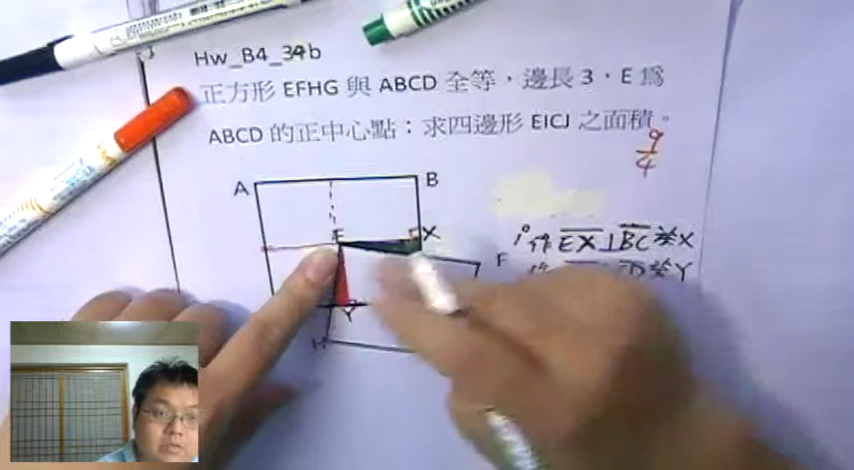 Hw_B4_34b
正方形 EFHG 與 ABCD 全等，邊長 3，E 為
ABCD 的正中心點：求四邊形 EICJ 之面積。
9/4
A
B
E
X
F
Y
H
1° 作 EX⊥BC 於 X